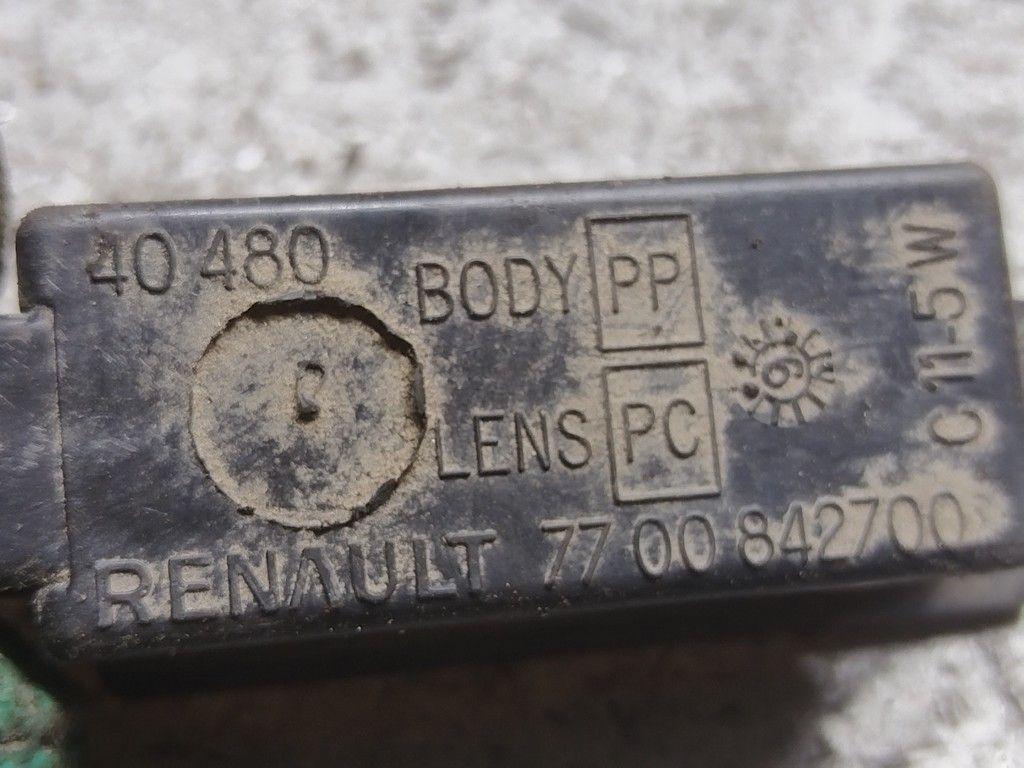 40 480
BODY PP
LENS PC
RENAULT 77 00 842700
C 11-5W